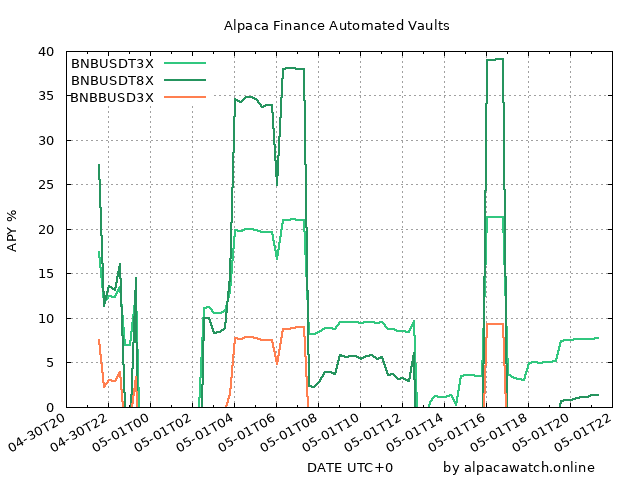 Alpaca Finance Automated Vaults
BNBUSDT3X
BNBUSDT8X
BNBBUSD3X
APY %
40
35
30
25
20
15
10
5
0
04-30T20
04-30T22
05-01T00
05-01T02
05-01T04
05-01T06
05-01T08
05-01T10
05-01T12
05-01T14
05-01T16
05-01T18
05-01T20
05-01T22
DATE UTC+0 by alpacawatch.online